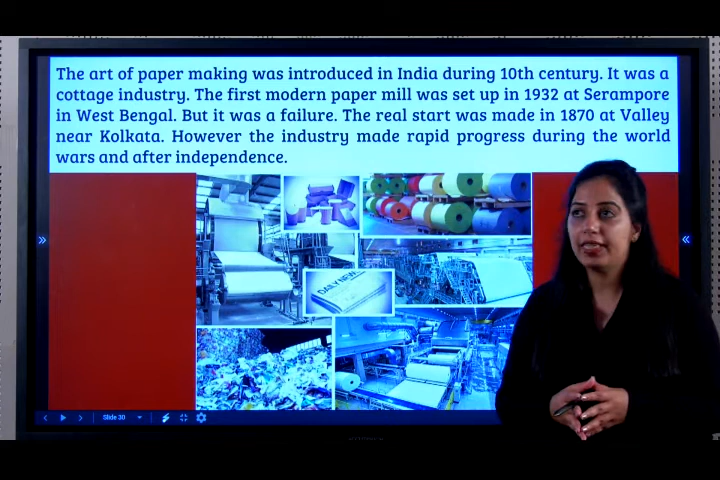 The art of paper making was introduced in India during 10th century. It was a
cottage industry. The first modern paper mill was set up in 1932 at Serampore
in West Bengal. But it was a failure. The real start was made in 1870 at Valley
near Kolkata. However the industry made rapid progress during the world
wars and after independence.
DAILY NEW
Slide 30